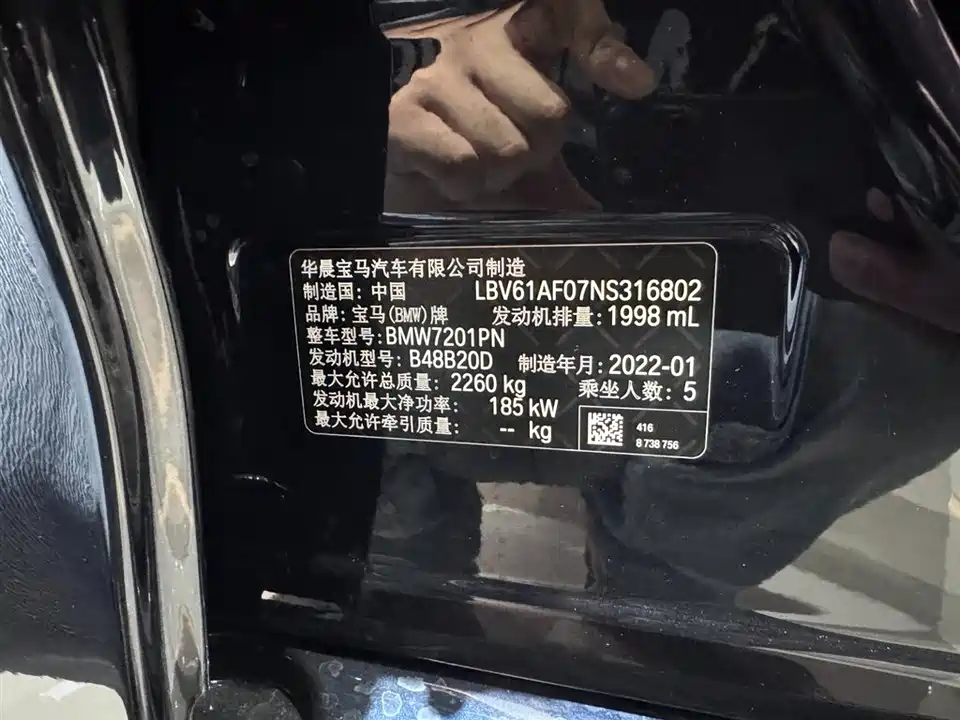 华晨宝马汽车有限公司制造
制造国: 中国 LBV61AF07NS316802
品牌: 宝马(BMW)牌 发动机排量: 1998 mL
整车型号: BMW7201PN
发动机型号: B48B20D 制造年月: 2022-01
最大允许总质量: 2260 kg 乘坐人数: 5
发动机最大净功率: 185 kW
最大允许牵引质量: -- kg
416
8 738 756